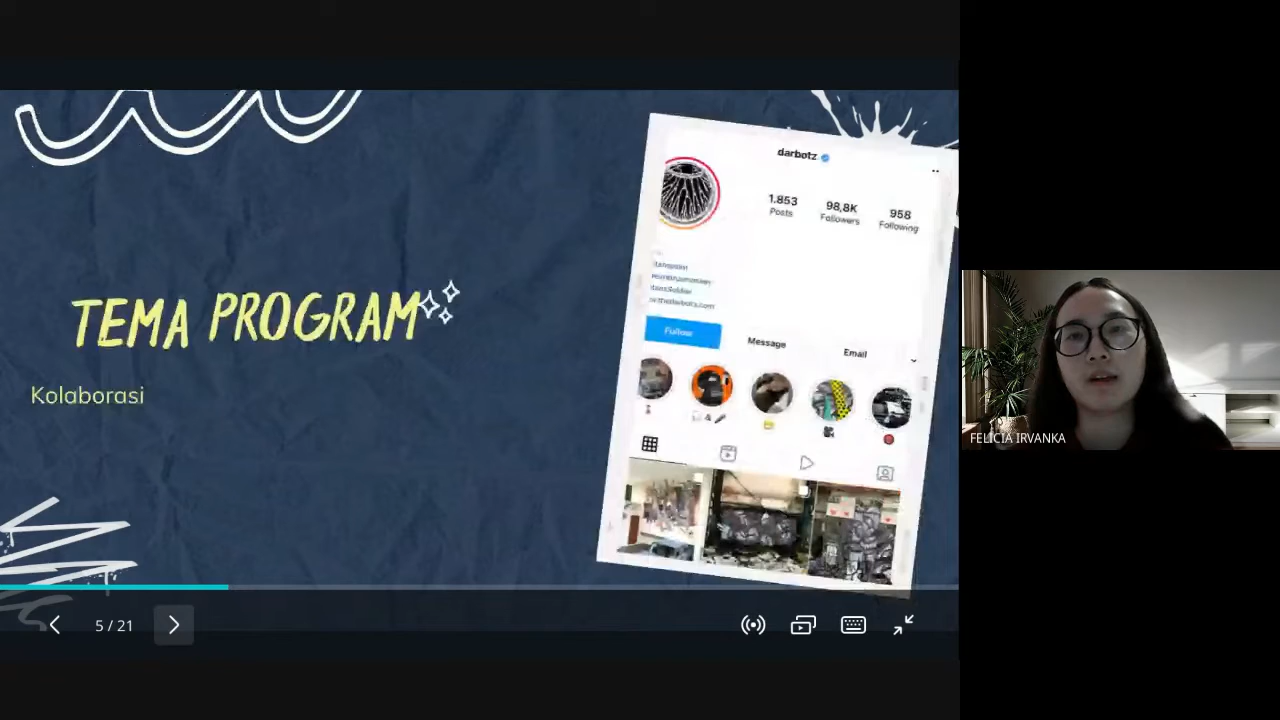 TEMA PROGRAM
Kolaborasi
darbotz
1.853
Posts
98,8K
Followers
958
Following
Follow
Message
Email
5 / 21
FELICIA IRVANKA